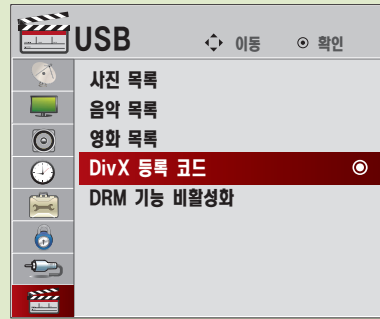 USB 이동 확인
사진 목록
음악 목록
영화 목록
DivX 등록 코드
DRM 기능 비활성화